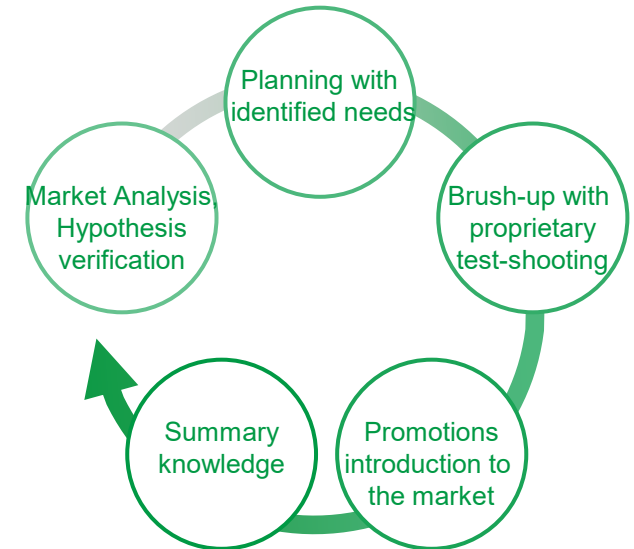 Planning with
identified needs
Market Analysis,
Hypothesis
verification
Brush-up with
proprietary
test-shooting
Summary
knowledge
Promotions
introduction to
the market